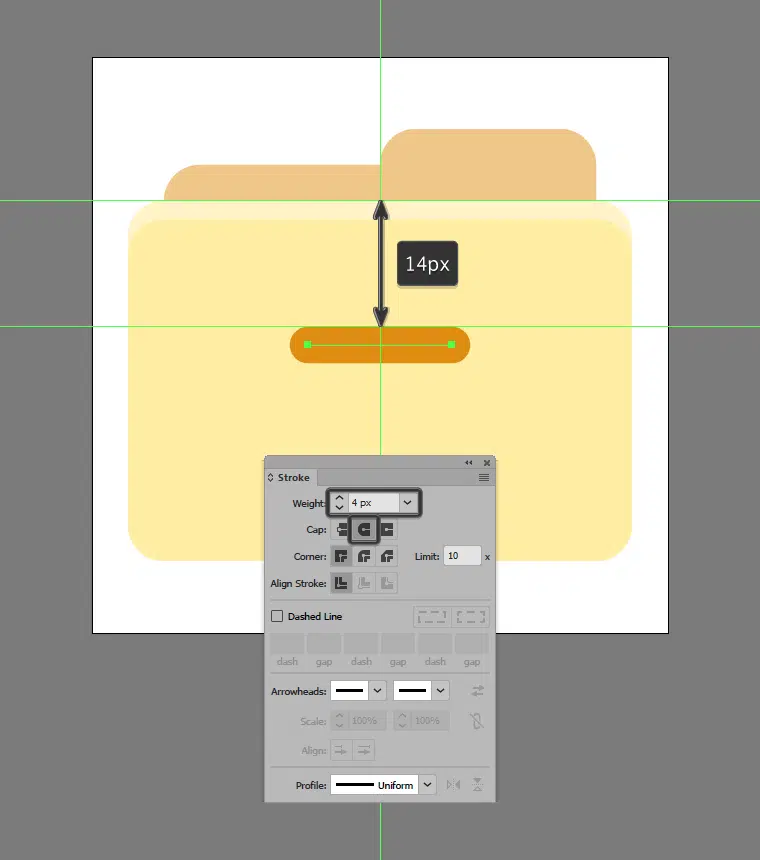 14px
Stroke
Weight: 4 px
Cap:
Corner: Limit: 10 x
Align Stroke:
Dashed Line
dash gap dash gap dash gap
Arrowheads:
Scale: 100% 100%
Align:
Profile: Uniform